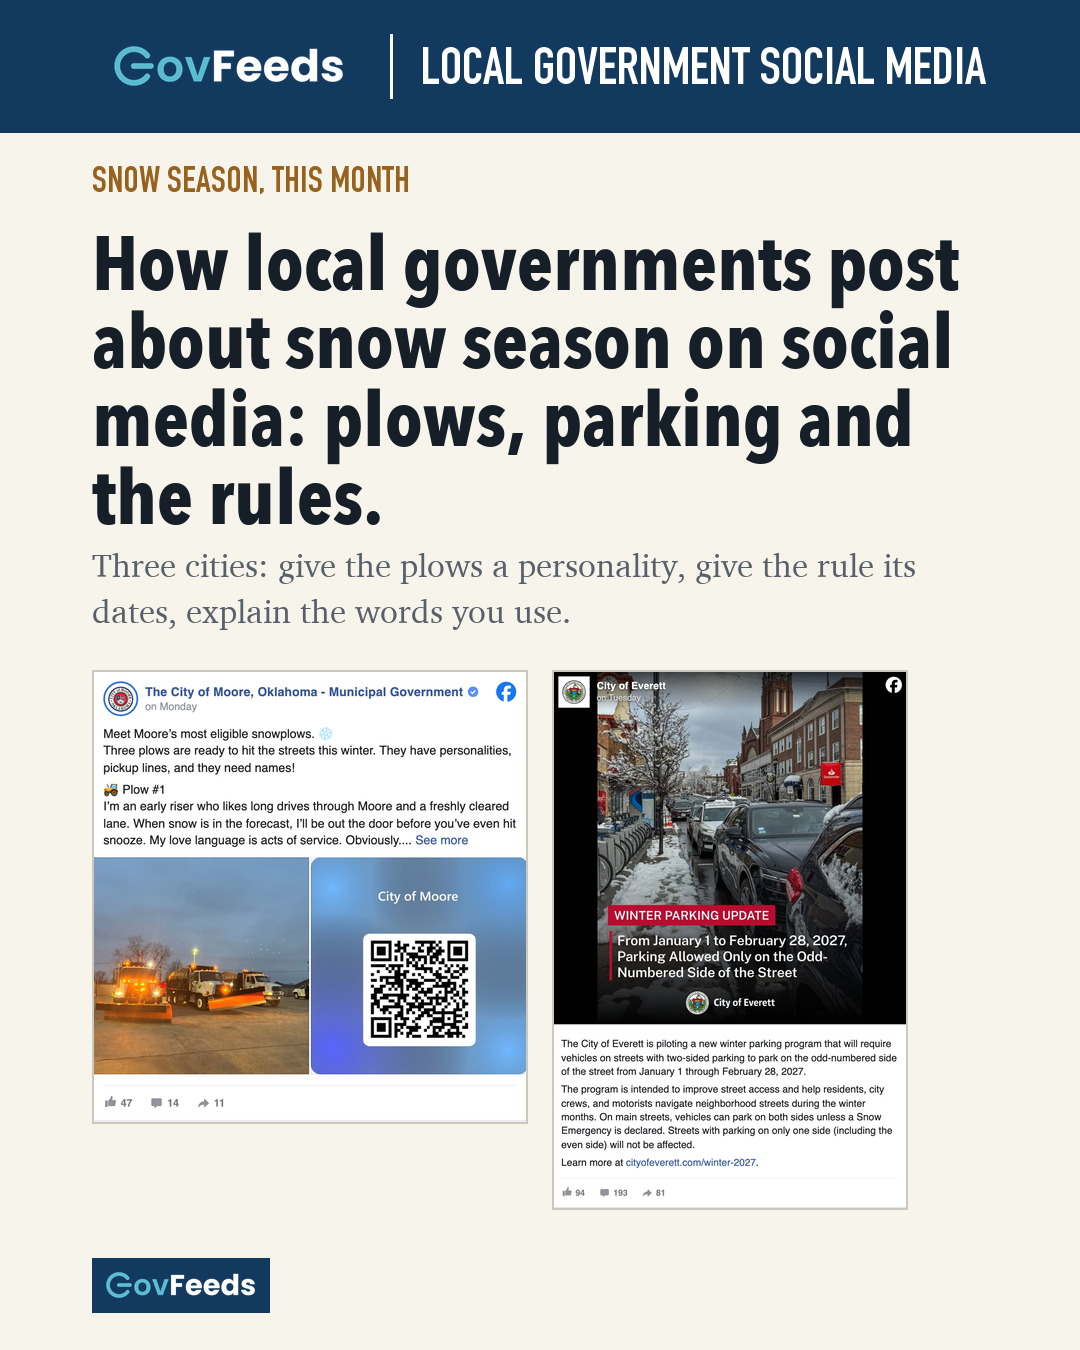 GovFeeds
LOCAL GOVERNMENT SOCIAL MEDIA
SNOW SEASON, THIS MONTH
How local governments post
about snow season on social
media: plows, parking and
the rules.
Three cities: give the plows a personality, give the rule its
dates, explain the words you use.
The City of Moore, Oklahoma - Municipal Government
on Monday
Meet Moore's most eligible snowplows. ❄️
Three plows are ready to hit the streets this winter. They have personalities,
pickup lines, and they need names!
🚜 Plow #1
I'm an early riser who likes long drives through Moore and a freshly cleared
lane. When snow is in the forecast, I'll be out the door before you've even hit
snooze. My love language is acts of service. Obviously.... See more
City of Moore
47 14 11
City of Everett
on Tuesday
WINTER PARKING UPDATE
From January 1 to February 28, 2027,
Parking Allowed Only on the Odd-
Numbered Side of the Street
City of Everett
The City of Everett is piloting a new winter parking program that will require
vehicles on streets with two-sided parking to park on the odd-numbered side
of the street from January 1 through February 28, 2027.
The program is intended to improve street access and help residents, city
crews, and motorists navigate neighborhood streets during the winter
months. On main streets, vehicles can park on both sides unless a Snow
Emergency is declared. Streets with parking on only one side (including the
even side) will not be affected.
Learn more at cityofeverett.com/winter-2027.
94 193 81
GovFeeds